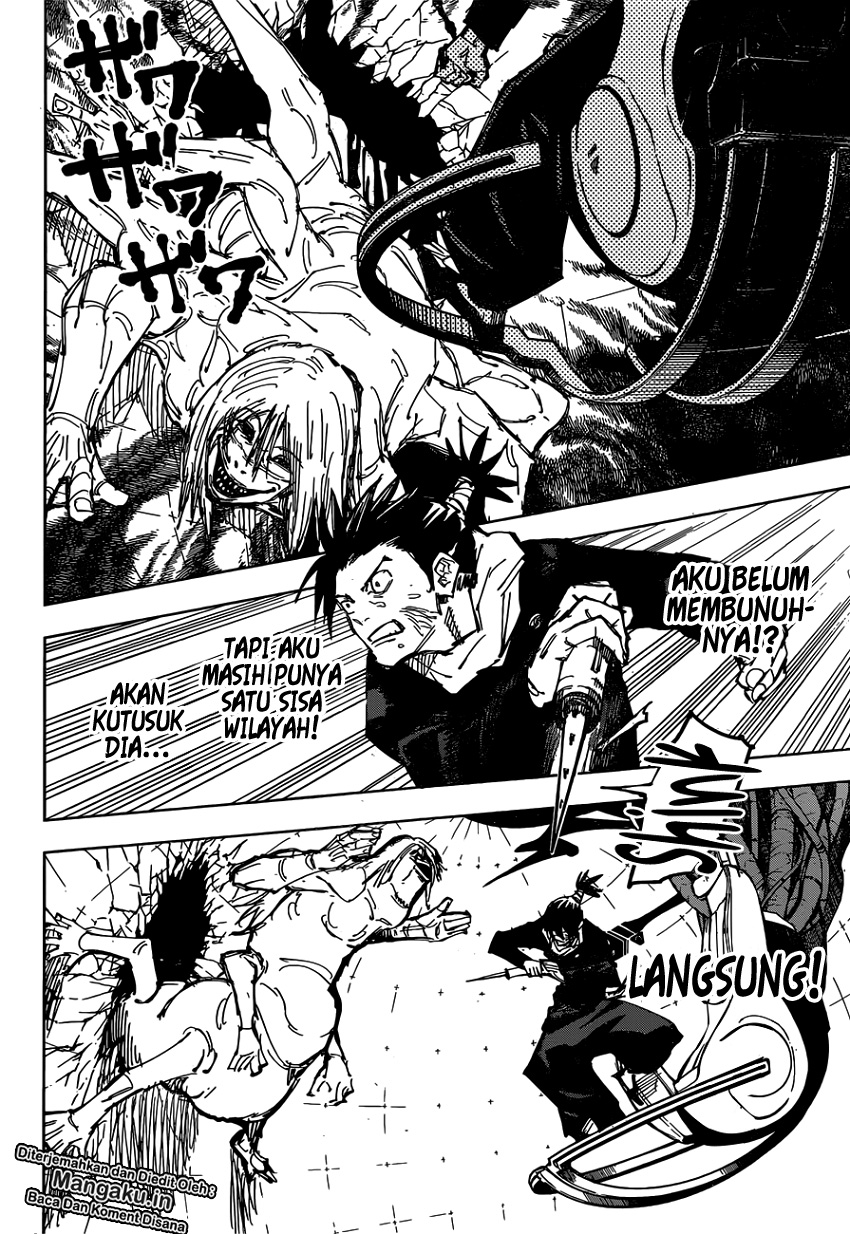 ザワ
ザワ
ザワ
AKU BELUM
MEMBUNUH-
NYA!?
TAPI AKU
MASIH PUNYA
SATU SISA
WILAYAH!
AKAN
KUTUSUK
DIA...
SHINK
LANGSUNG!
Diterjemahkan dan Diedit Oleh:
Mangaku.in
Baca Dan Koment Disana